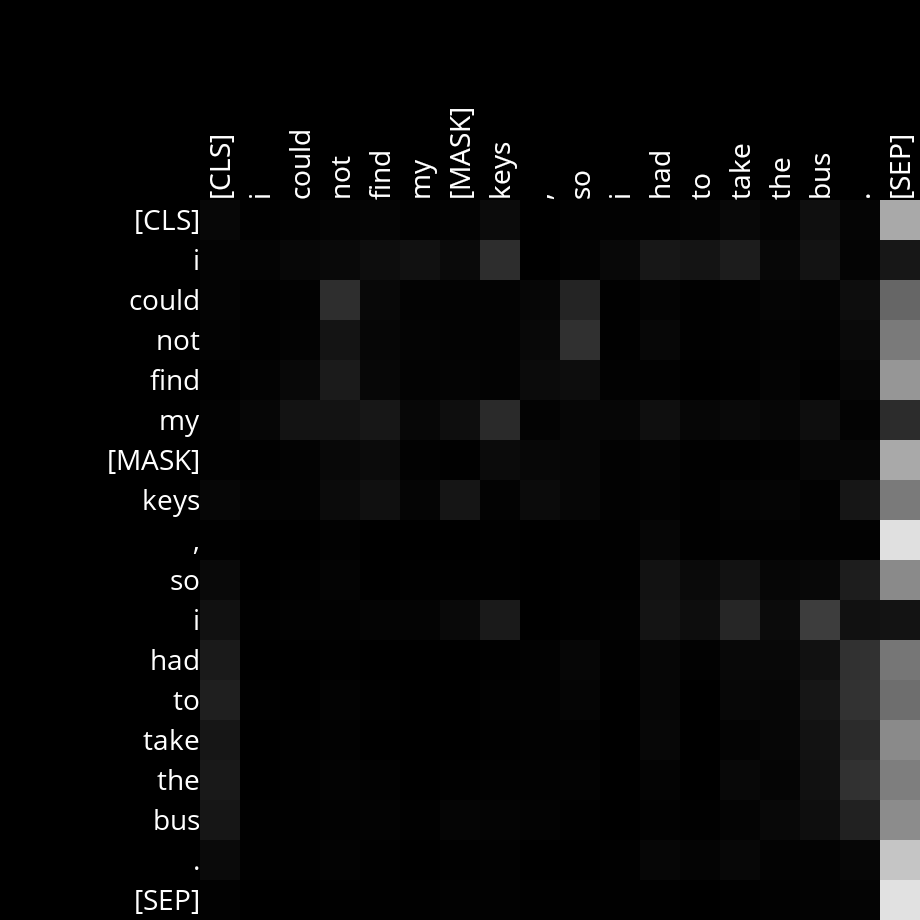 [CLS] i could not find my [MASK] keys , so i had to take the bus . [SEP]
[CLS]
i
could
not
find
my
[MASK]
keys
,
so
i
had
to
take
the
bus
.
[SEP]